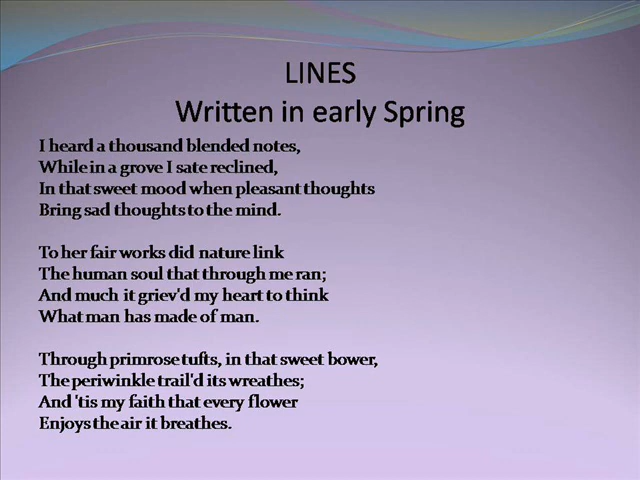 LINES
Written in early Spring
I heard a thousand blended notes,
While in a grove I sate reclined,
In that sweet mood when pleasant thoughts
Bring sad thoughts to the mind.
To her fair works did nature link
The human soul that through me ran;
And much it griev'd my heart to think
What man has made of man.
Through primrose tufts, in that sweet bower,
The periwinkle trail'd its wreathes;
And 'tis my faith that every flower
Enjoys the air it breathes.